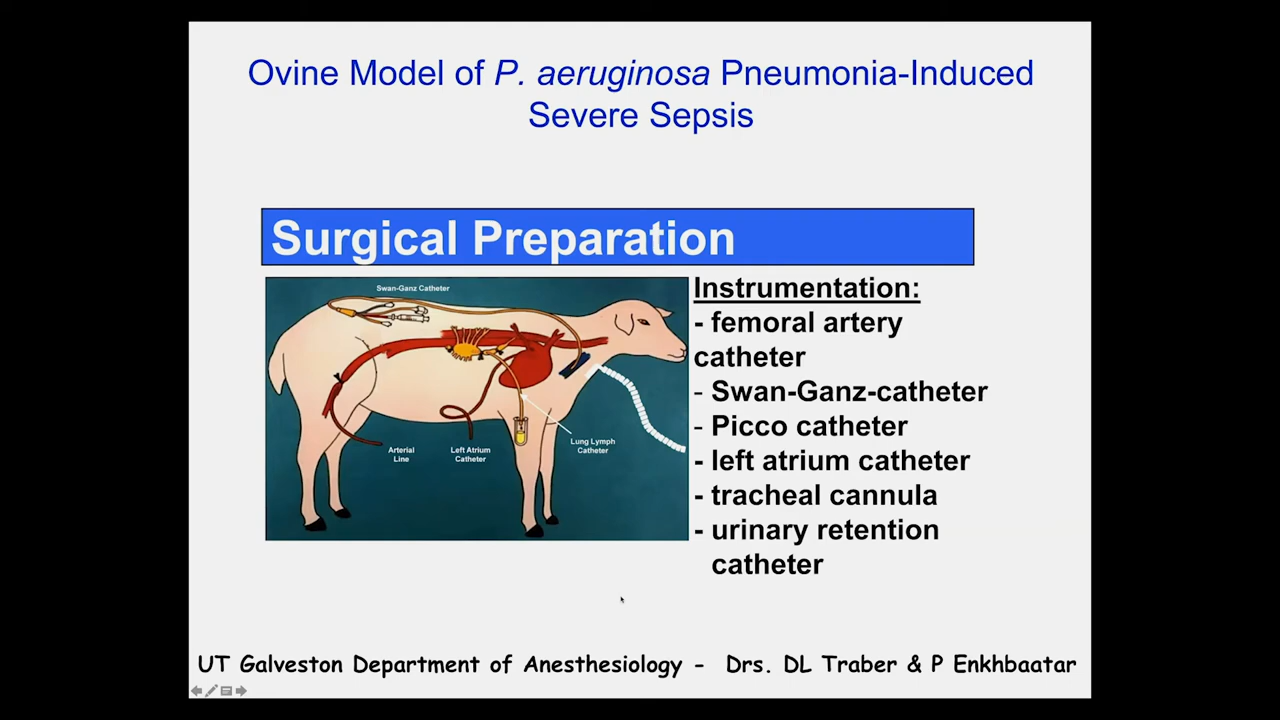 Ovine Model of P. aeruginosa Pneumonia-Induced
Severe Sepsis
Surgical Preparation
Swan-Ganz Catheter
Arterial
Line
Left Atrium
Catheter
Lung Lymph
Catheter
Instrumentation:
- femoral artery
catheter
- Swan-Ganz-catheter
- Picco catheter
- left atrium catheter
- tracheal cannula
- urinary retention
catheter
UT Galveston Department of Anesthesiology - Drs. DL Traber & P Enkhbaatar